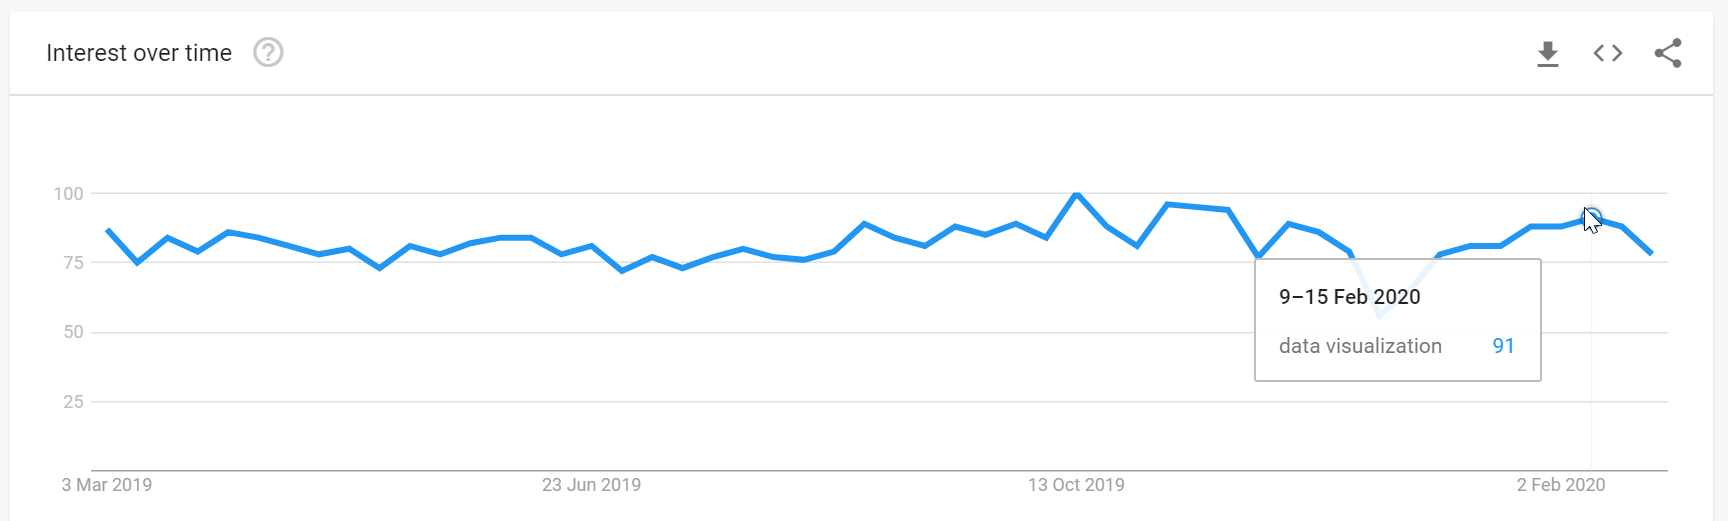 Interest over time ?
100
75
50
25
9–15 Feb 2020
data visualization 91
3 Mar 2019 23 Jun 2019 13 Oct 2019 2 Feb 2020